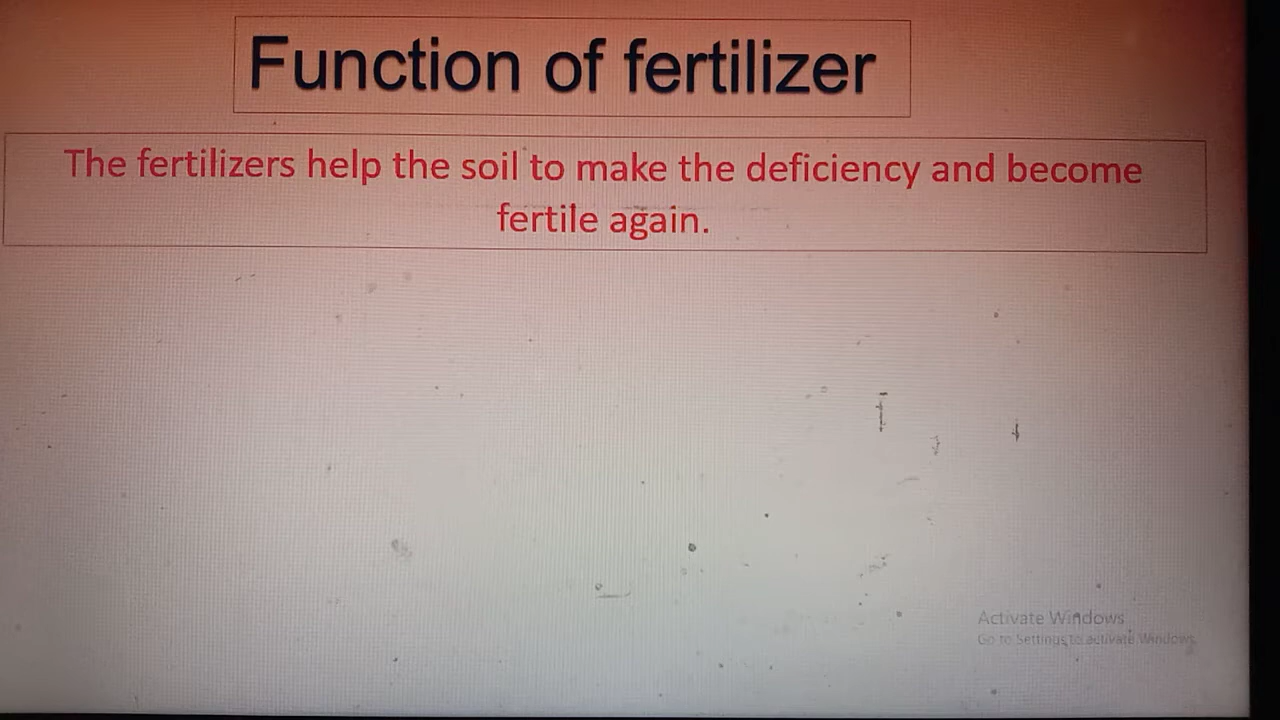 Function of fertilizer
The fertilizers help the soil to make the deficiency and become
fertile again.
Activate Windows
Go to Settings to activate Windows.